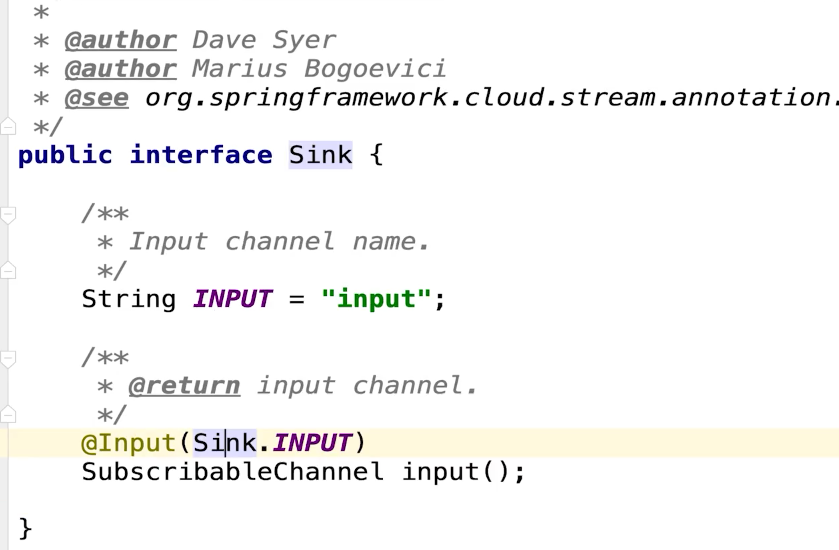 *
* @author Dave Syer
* @author Marius Bogoevici
* @see org.springframework.cloud.stream.annotation.
*/
public interface Sink {
/**
* Input channel name.
*/
String INPUT = "input";
/**
* @return input channel.
*/
@Input(Sink.INPUT)
SubscribableChannel input();
}